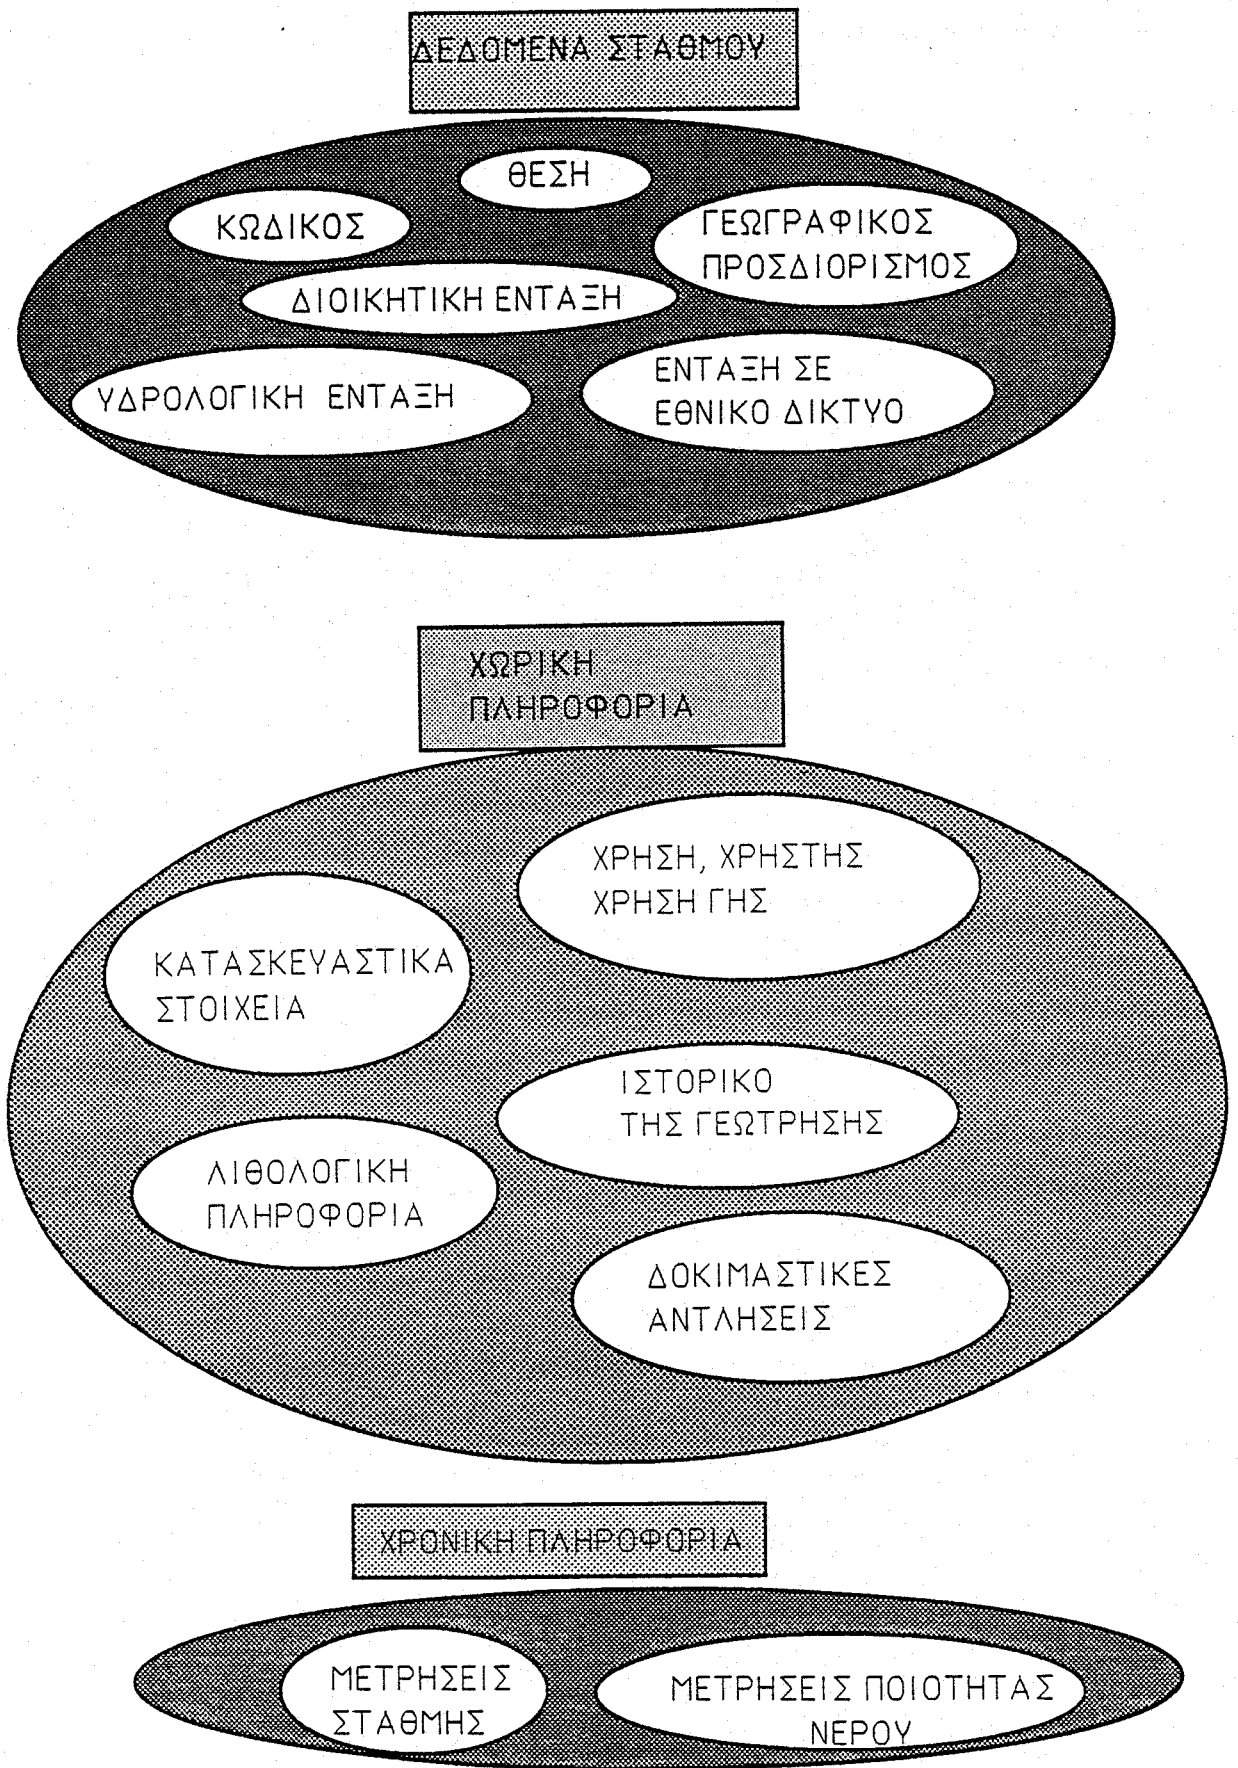 ΔΕΔΟΜΕΝΑ ΣΤΑΘΜΟΥ
ΘΕΣΗ
ΚΩΔΙΚΟΣ
ΓΕΩΓΡΑΦΙΚΟΣ
ΠΡΟΣΔΙΟΡΙΣΜΟΣ
ΔΙΟΙΚΗΤΙΚΗ ΕΝΤΑΞΗ
ΥΔΡΟΛΟΓΙΚΗ ΕΝΤΑΞΗ
ΕΝΤΑΞΗ ΣΕ
ΕΘΝΙΚΟ ΔΙΚΤΥΟ
ΧΩΡΙΚΗ
ΠΛΗΡΟΦΟΡΙΑ
ΧΡΗΣΗ, ΧΡΗΣΤΗΣ
ΧΡΗΣΗ ΓΗΣ
ΚΑΤΑΣΚΕΥΑΣΤΙΚΑ
ΣΤΟΙΧΕΙΑ
ΙΣΤΟΡΙΚΟ
ΤΗΣ ΓΕΩΤΡΗΣΗΣ
ΛΙΘΟΛΟΓΙΚΗ
ΠΛΗΡΟΦΟΡΙΑ
ΔΟΚΙΜΑΣΤΙΚΕΣ
ΑΝΤΛΗΣΕΙΣ
ΧΡΟΝΙΚΗ ΠΛΗΡΟΦΟΡΙΑ
ΜΕΤΡΗΣΕΙΣ
ΣΤΑΘΜΗΣ
ΜΕΤΡΗΣΕΙΣ ΠΟΙΟΤΗΤΑΣ
ΝΕΡΟΥ